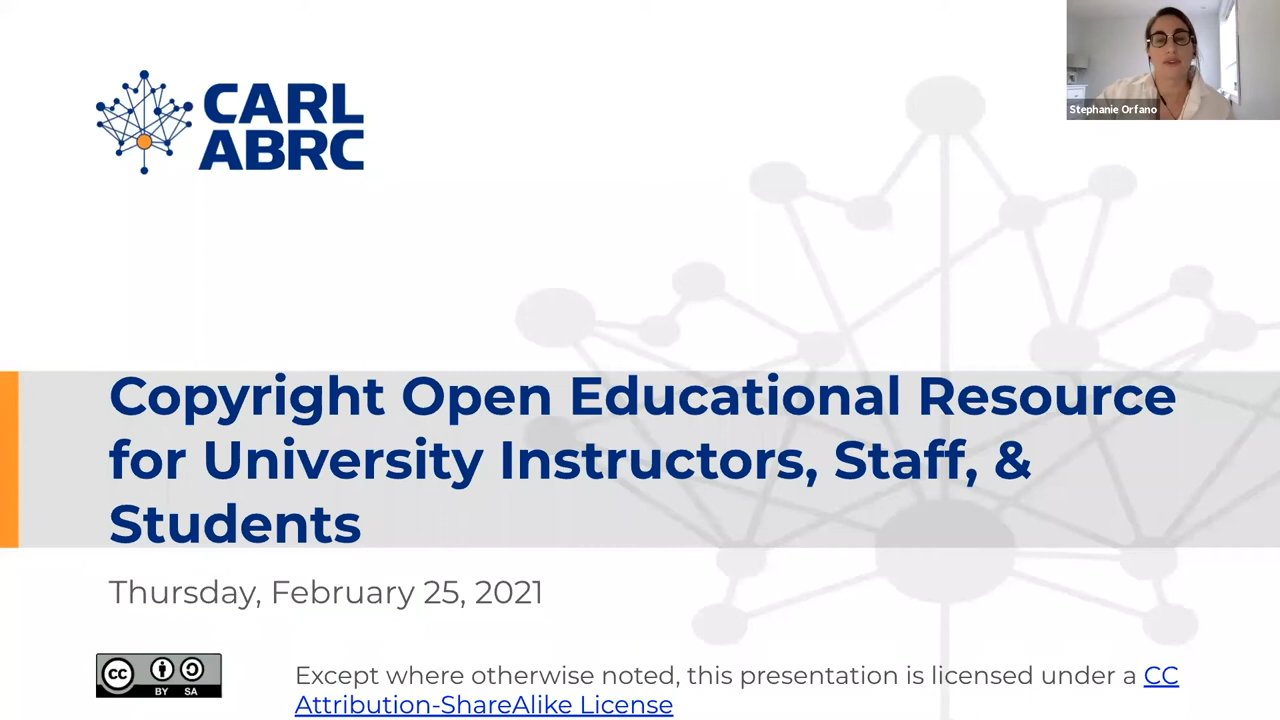 CARL
ABRC
Stephanie Orfano
Copyright Open Educational Resource
for University Instructors, Staff, &
Students
Thursday, February 25, 2021
cc
BY SA
Except where otherwise noted, this presentation is licensed under a CC
Attribution-ShareAlike License